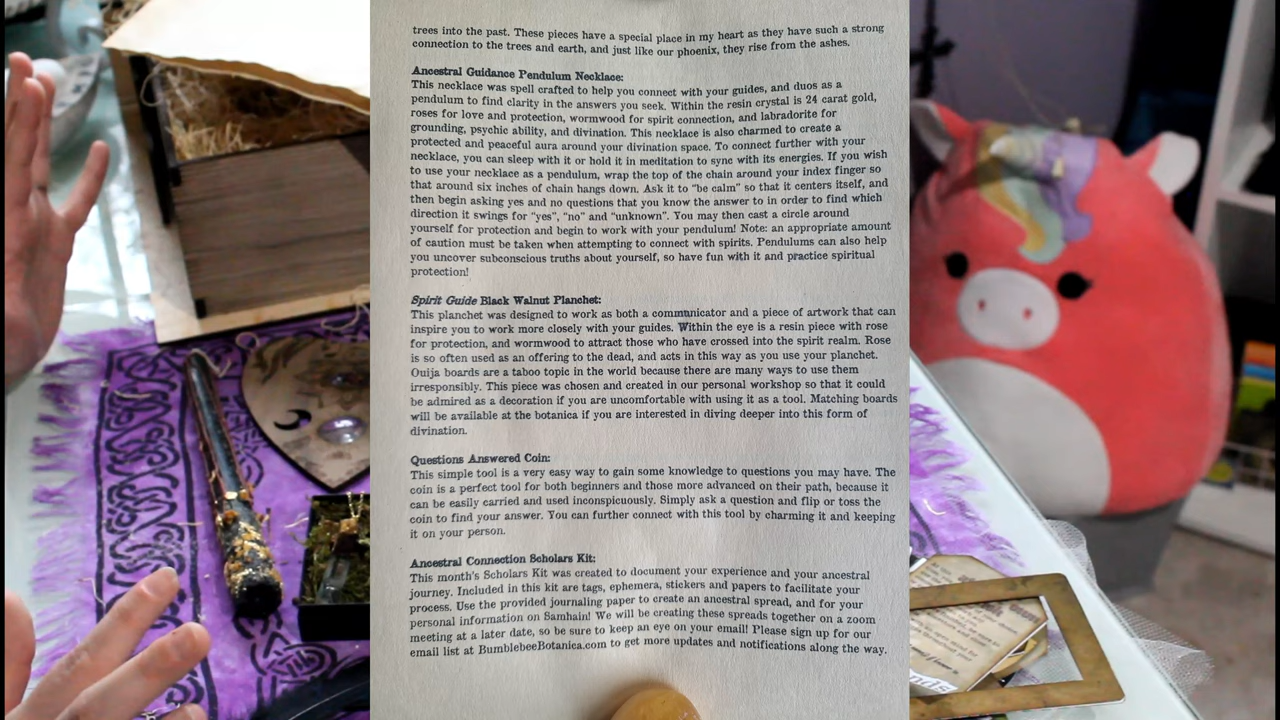 trees into the past. These pieces have a special place in my heart as they have such a strong
connection to the trees and earth, and just like our phoenix, they rise from the ashes.
Ancestral Guidance Pendulum Necklace:
This necklace was spell crafted to help you connect with your guides, and duos as a
pendulum to find clarity in the answers you seek. Within the resin crystal is 24 carat gold,
roses for love and protection, wormwood for spirit connection, and labradorite for
grounding, psychic ability, and divination. This necklace is also charmed to create a
protected and peaceful aura around your divination space. To connect further with your
necklace, you can sleep with it or hold it in meditation to sync with its energies. If you wish
to use your necklace as a pendulum, wrap the top of the chain around your index finger so
that around six inches of chain hangs down. Ask it to "be calm" so that it centers itself, and
then begin asking yes and no questions that you know the answer to in order to find which
direction it swings for "yes", "no" and "unknown". You may then cast a circle around
yourself for protection and begin to work with your pendulum! Note: an appropriate amount
of caution must be taken when attempting to connect with spirits. Pendulums can also help
you uncover subconscious truths about yourself, so have fun with it and practice spiritual
protection!
Spirit Guide Black Walnut Planchet:
This planchet was designed to work as both a communicator and a piece of artwork that can
inspire you to work more closely with your guides. Within the eye is a resin piece with rose
for protection, and wormwood to attract those who have crossed into the spirit realm. Rose
is so often used as an offering to the dead, and acts in this way as you use your planchet.
Ouija boards are a taboo topic in the world because there are many ways to use them
irresponsibly. This piece was chosen and created in our personal workshop so that it could
be admired as a decoration if you are uncomfortable with using it as a tool. Matching boards
will be available at the botanica if you are interested in diving deeper into this form of
divination.
Questions Answered Coin:
This simple tool is a very easy way to gain some knowledge to questions you may have. The
coin is a perfect tool for both beginners and those more advanced on their path, because it
can be easily carried and used inconspicuously. Simply ask a question and flip or toss the
coin to find your answer. You can further connect with this tool by charming it and keeping
it on your person.
Ancestral Connection Scholars Kit:
This month's Scholars Kit was created to document your experience and your ancestral
journey. Included in this kit are tags, ephemera, stickers and papers to facilitate your
process. Use the provided journaling paper to create an ancestral spread, and for your
personal information on Samhain! We will be creating these spreads together on a zoom
meeting at a later date, so be sure to keep an eye on your email! Please sign up for our
email list at BumblebeeBotanica.com to get more updates and notifications along the way.